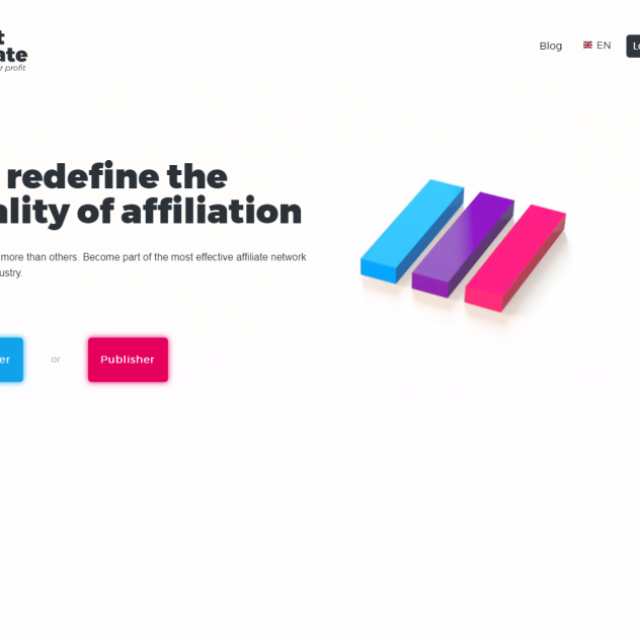 t
ate
r profit
Blog
EN
redefine the
ality of affiliation
more than others. Become part of the most effective affiliate network
ustry.
er
or
Publisher